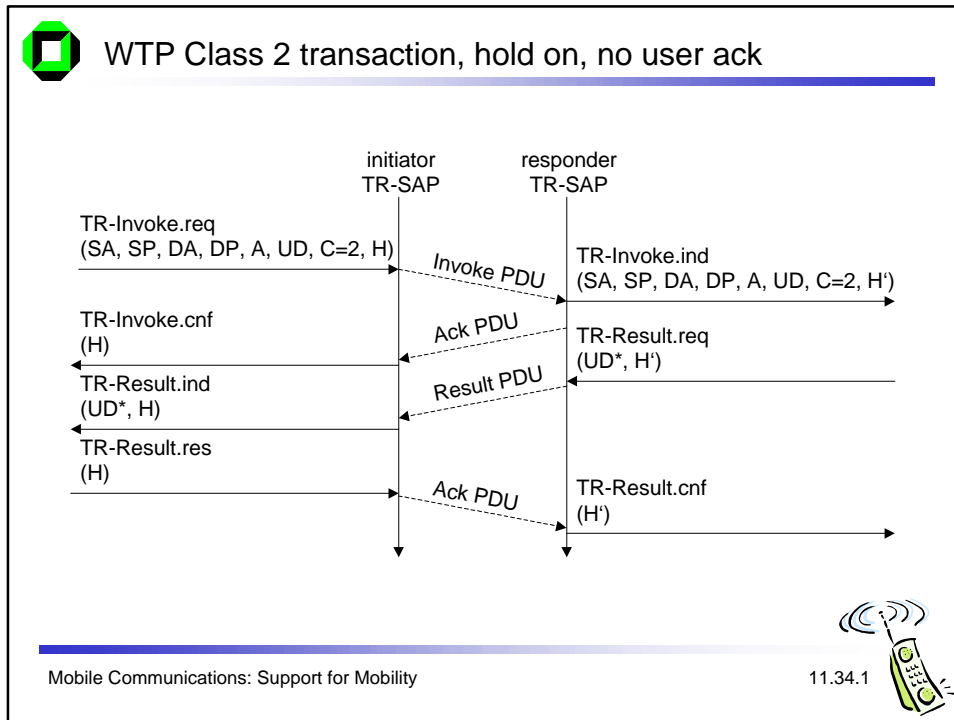 WTP Class 2 transaction, hold on, no user ack
initiator
TR-SAP
responder
TR-SAP
TR-Invoke.req
(SA, SP, DA, DP, A, UD, C=2, H)
Invoke PDU
TR-Invoke.ind
(SA, SP, DA, DP, A, UD, C=2, H‘)
Ack PDU
TR-Invoke.cnf
(H)
TR-Result.req
(UD*, H‘)
Result PDU
TR-Result.ind
(UD*, H)
TR-Result.res
(H)
Ack PDU
TR-Result.cnf
(H‘)
Mobile Communications: Support for Mobility
11.34.1